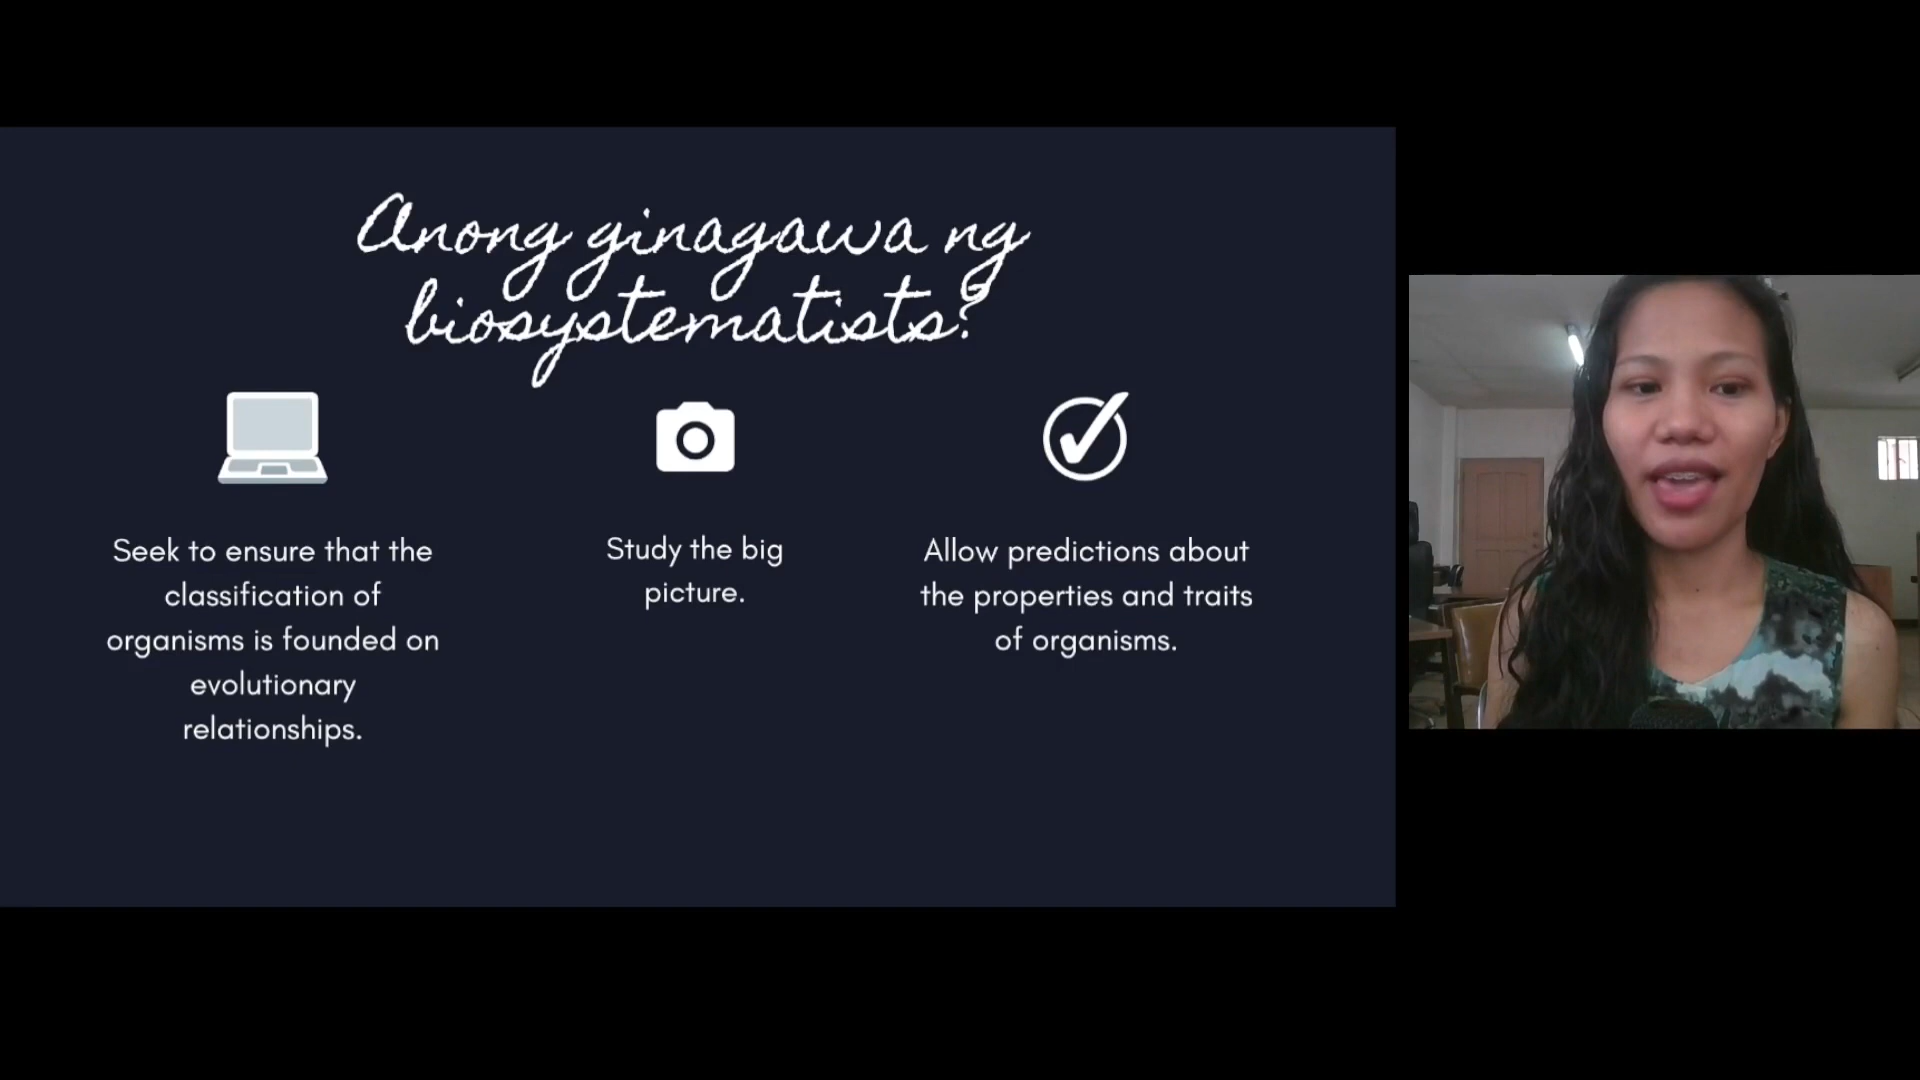 Anong ginagawa ng
biosystematists?
Seek to ensure that the
classification of
organisms is founded on
evolutionary
relationships.
Study the big
picture.
Allow predictions about
the properties and traits
of organisms.